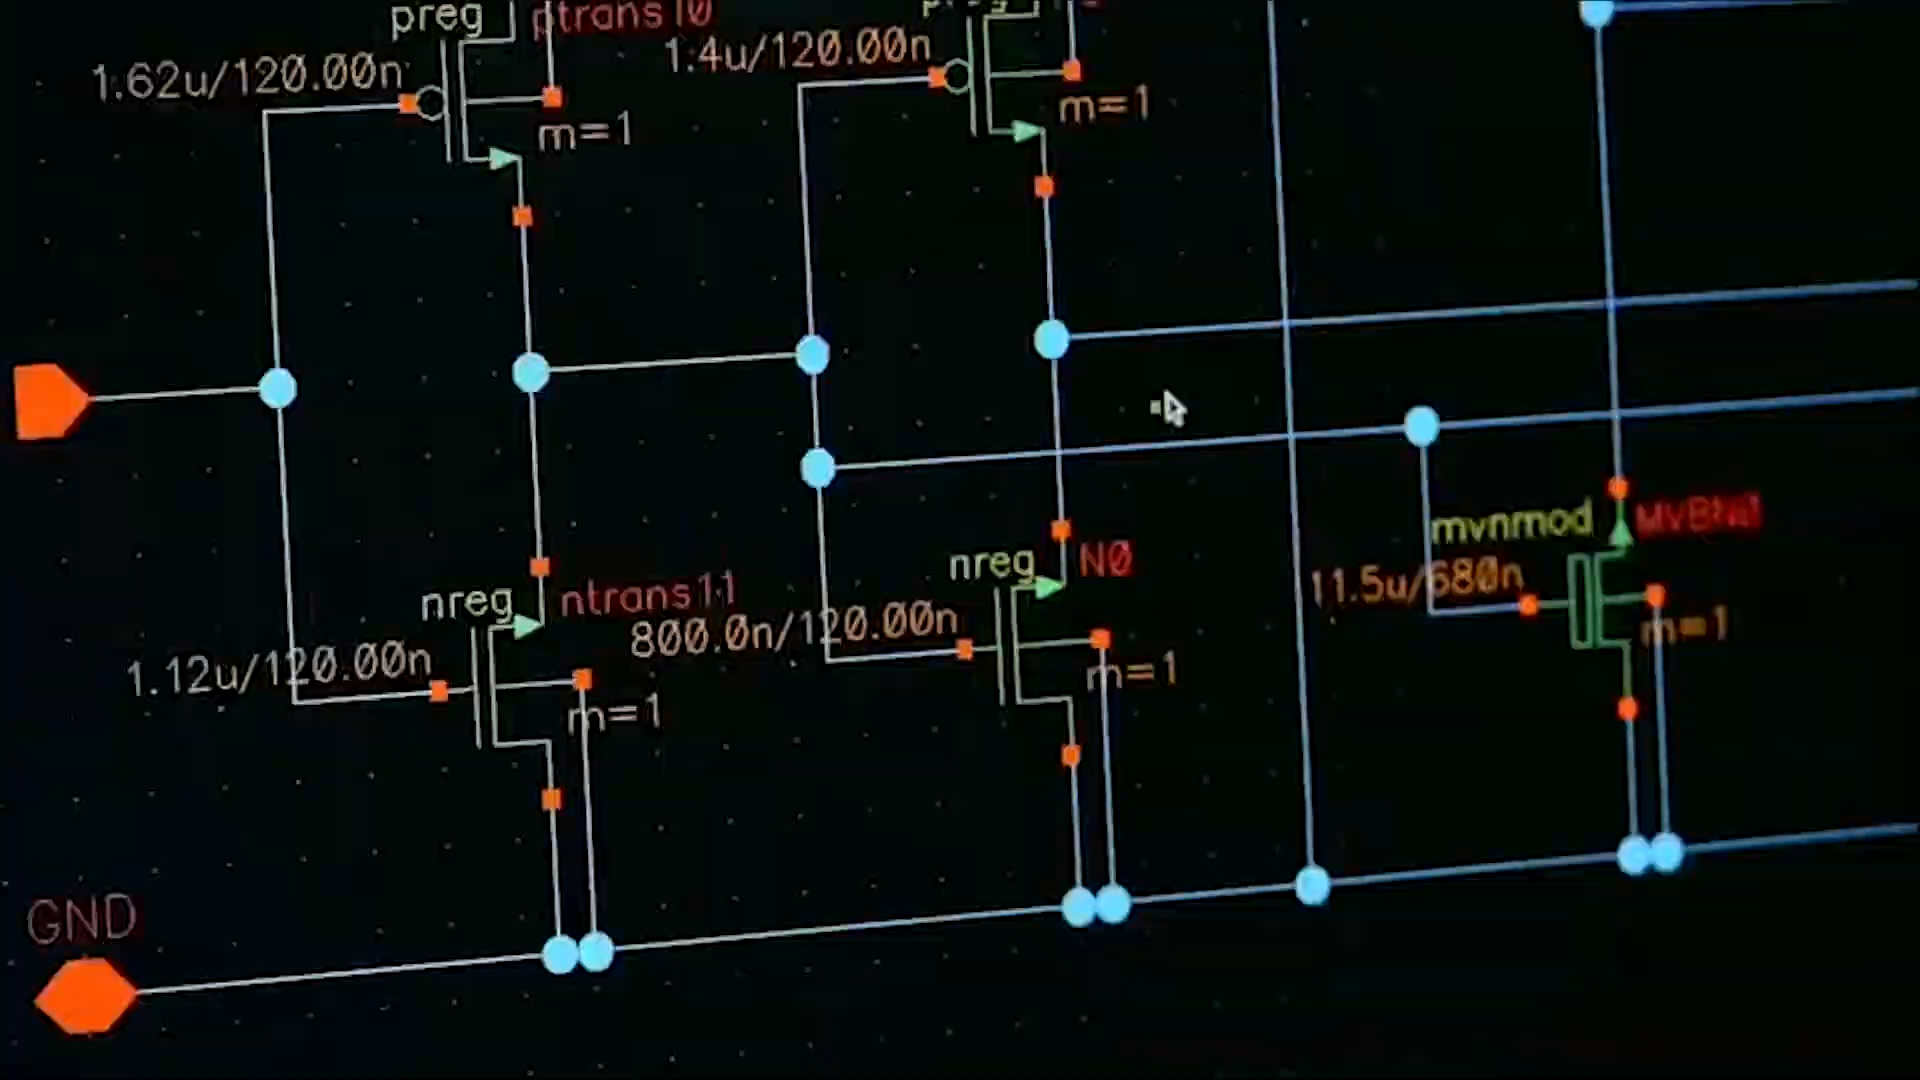 preg ptrans10
1.62u/120.00n
m=1
1.4u/120.00n
m=1
nreg ntrans11
1.12u/120.00n
m=1
nreg N0
800.0n/120.00n
m=1
mvnmod
11.5u/680n
m=1
GND